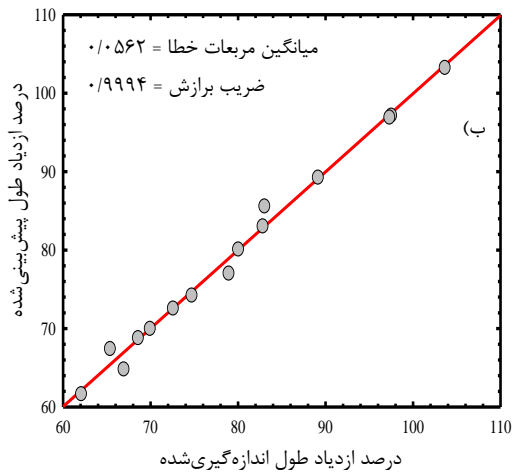 میانگین مربعات خطا = ۰/۰۵۶۲
ضریب برازش = ۰/۹۹۹۴
ب)
درصد ازدیاد طول پیش‌بینی‌شده
110
100
90
80
70
60
60 70 80 90 100 110
درصد ازدیاد طول اندازه‌گیری‌شده